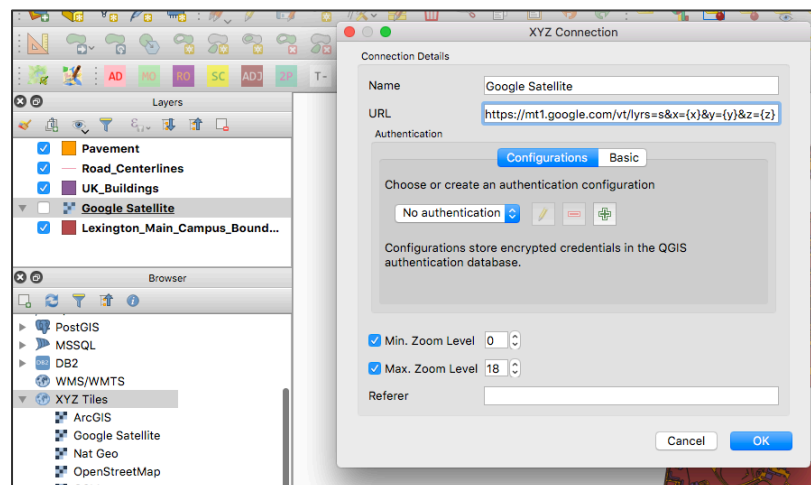 XYZ Connection
AD MO RO SC ADJ 2P T-
Layers
Pavement
Road_Centerlines
UK_Buildings
Google Satellite
Lexington_Main_Campus_Bound...
Browser
PostGIS
MSSQL
DB2
WMS/WMTS
XYZ Tiles
ArcGIS
Google Satellite
Nat Geo
OpenStreetMap
Connection Details
Name Google Satellite
URL https://mt1.google.com/vt/lyrs=s&x={x}&y={y}&z={z}
Authentication
Configurations Basic
Choose or create an authentication configuration
No authentication
Configurations store encrypted credentials in the QGIS
authentication database.
Min. Zoom Level 0
Max. Zoom Level 18
Referer
Cancel OK